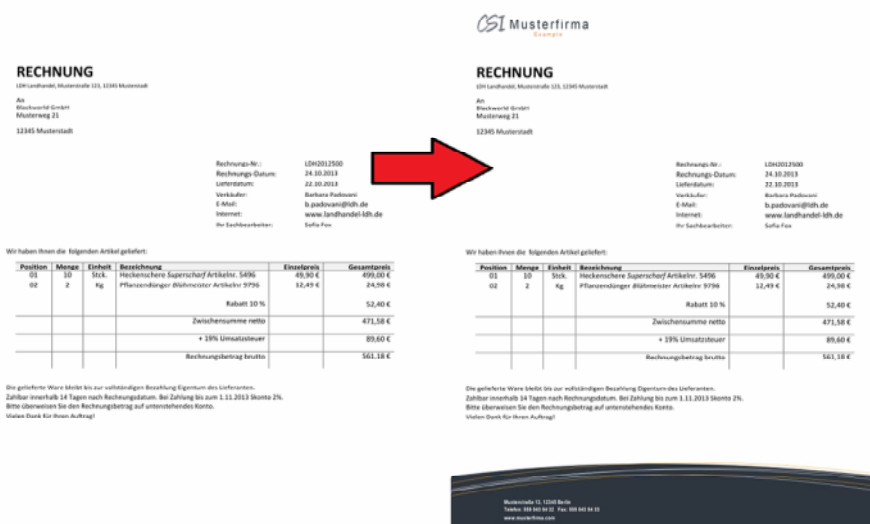 RECHNUNG
LDH Landhandel, Musterstraße 123, 12345 Musterstadt
An
Blackworld GmbH
Musterweg 21
12345 Musterstadt
Rechnungs-Nr.: LDH2012500
Rechnungs-Datum: 24.10.2013
Lieferdatum: 22.10.2013
Verkäufer: Barbara Padovani
E-Mail: b.padovani@ldh.de
Internet: www.landhandel-ldh.de
Ihr Sachbearbeiter: Sofia Fox
Wir haben Ihnen die folgenden Artikel geliefert:
Position Menge Einheit Bezeichnung Einzelpreis Gesamtpreis
01 10 Stck. Heckenschere Superscharf Artikelnr. 5496 49,90 € 499,00 €
02 2 Kg Pflanzendünger Blühmeister Artikelnr 9796 12,49 € 24,98 €
Rabatt 10 % 52,40 €
Zwischensumme netto 471,58 €
+ 19% Umsatzsteuer 89,60 €
Rechnungsbetrag brutto 561,18 €
Die gelieferte Ware bleibt bis zur vollständigen Bezahlung Eigentum des Lieferanten.
Zahlbar innerhalb 14 Tagen nach Rechnungsdatum. Bei Zahlung bis zum 1.11.2013 Skonto 2%.
Bitte überweisen Sie den Rechnungsbetrag auf untenstehendes Konto.
Vielen Dank für Ihren Auftrag!
CSI Musterfirma
Example
RECHNUNG
LDH Landhandel, Musterstraße 123, 12345 Musterstadt
An
Blackworld GmbH
Musterweg 21
12345 Musterstadt
Rechnungs-Nr.: LDH2012500
Rechnungs-Datum: 24.10.2013
Lieferdatum: 22.10.2013
Verkäufer: Barbara Padovani
E-Mail: b.padovani@ldh.de
Internet: www.landhandel-ldh.de
Ihr Sachbearbeiter: Sofia Fox
Wir haben Ihnen die folgenden Artikel geliefert:
Position Menge Einheit Bezeichnung Einzelpreis Gesamtpreis
01 10 Stck. Heckenschere Superscharf Artikelnr. 5496 49,90 € 499,00 €
02 2 Kg Pflanzendünger Blühmeister Artikelnr 9796 12,49 € 24,98 €
Rabatt 10 % 52,40 €
Zwischensumme netto 471,58 €
+ 19% Umsatzsteuer 89,60 €
Rechnungsbetrag brutto 561,18 €
Die gelieferte Ware bleibt bis zur vollständigen Bezahlung Eigentum des Lieferanten.
Zahlbar innerhalb 14 Tagen nach Rechnungsdatum. Bei Zahlung bis zum 1.11.2013 Skonto 2%.
Bitte überweisen Sie den Rechnungsbetrag auf untenstehendes Konto.
Vielen Dank für Ihren Auftrag!
Musterstraße 12, 12345 Berlin
Telefon Fax:
www.musterfirma.com